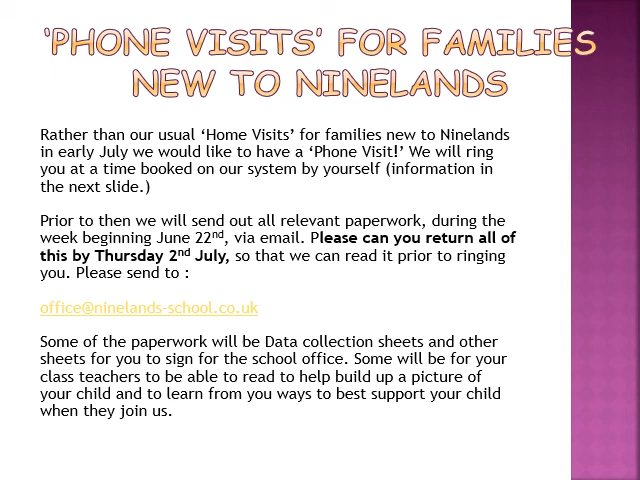 ‘PHONE VISITS’ FOR FAMILIES
NEW TO NINELANDS
Rather than our usual ‘Home Visits’ for families new to Ninelands
in early July we would like to have a ‘Phone Visit!’ We will ring
you at a time booked on our system by yourself (information in
the next slide.)
Prior to then we will send out all relevant paperwork, during the
week beginning June 22nd, via email. Please can you return all of
this by Thursday 2nd July, so that we can read it prior to ringing
you. Please send to :
office@ninelands-school.co.uk
Some of the paperwork will be Data collection sheets and other
sheets for you to sign for the school office. Some will be for your
class teachers to be able to read to help build up a picture of
your child and to learn from you ways to best support your child
when they join us.